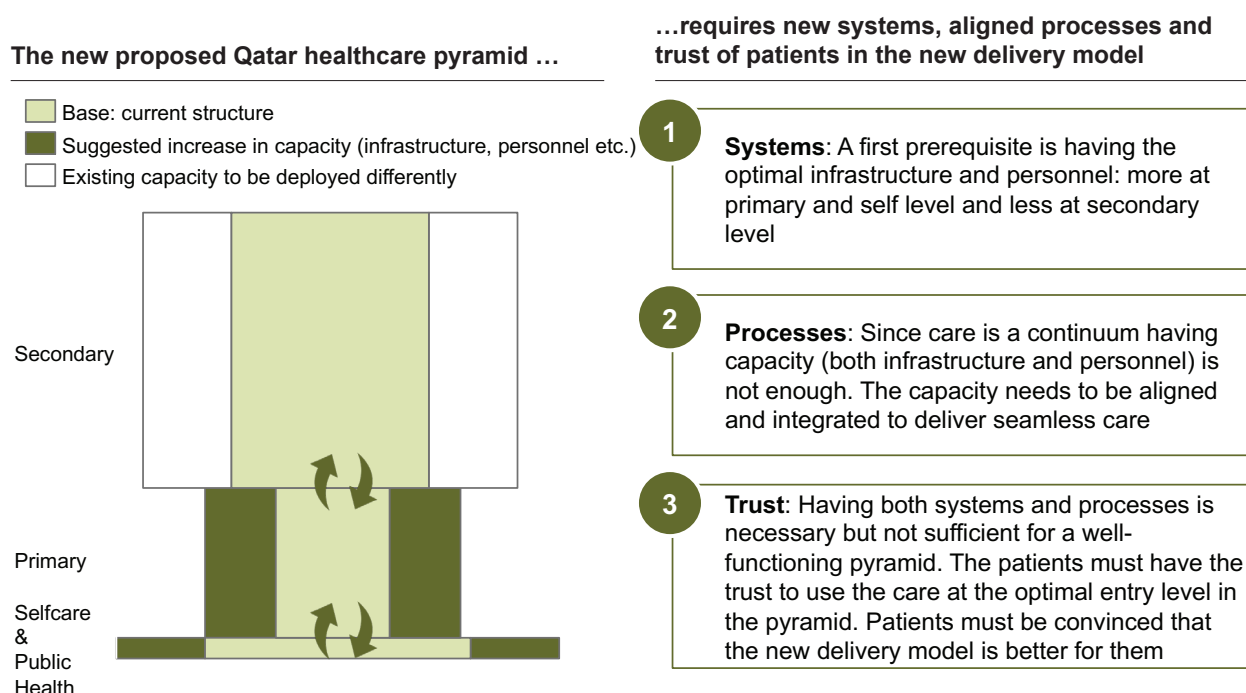 The new proposed Qatar healthcare pyramid …
Base: current structure
Suggested increase in capacity (infrastructure, personnel etc.)
Existing capacity to be deployed differently
Secondary
Primary
Selfcare
&
Public
Health
…requires new systems, aligned processes and
trust of patients in the new delivery model
1
Systems: A first prerequisite is having the
optimal infrastructure and personnel: more at
primary and self level and less at secondary
level
2
Processes: Since care is a continuum having
capacity (both infrastructure and personnel) is
not enough. The capacity needs to be aligned
and integrated to deliver seamless care
3
Trust: Having both systems and processes is
necessary but not sufficient for a well-
functioning pyramid. The patients must have the
trust to use the care at the optimal entry level in
the pyramid. Patients must be convinced that
the new delivery model is better for them